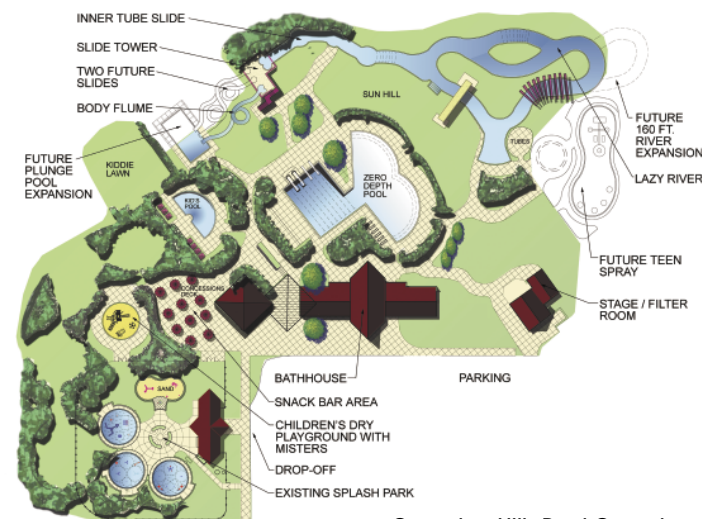 INNER TUBE SLIDE
SLIDE TOWER
TWO FUTURE
SLIDES
BODY FLUME
FUTURE
PLUNGE
POOL
EXPANSION
KIDDIE
LAWN
KID'S
POOL
SUN HILL
ZERO
DEPTH
POOL
TUBES
FUTURE
160 FT.
RIVER
EXPANSION
LAZY RIVER
FUTURE TEEN
SPRAY
STAGE / FILTER
ROOM
CONCESSIONS
DECK
SAND
BATHHOUSE
PARKING
SNACK BAR AREA
CHILDREN'S DRY
PLAYGROUND WITH
MISTERS
DROP-OFF
EXISTING SPLASH PARK